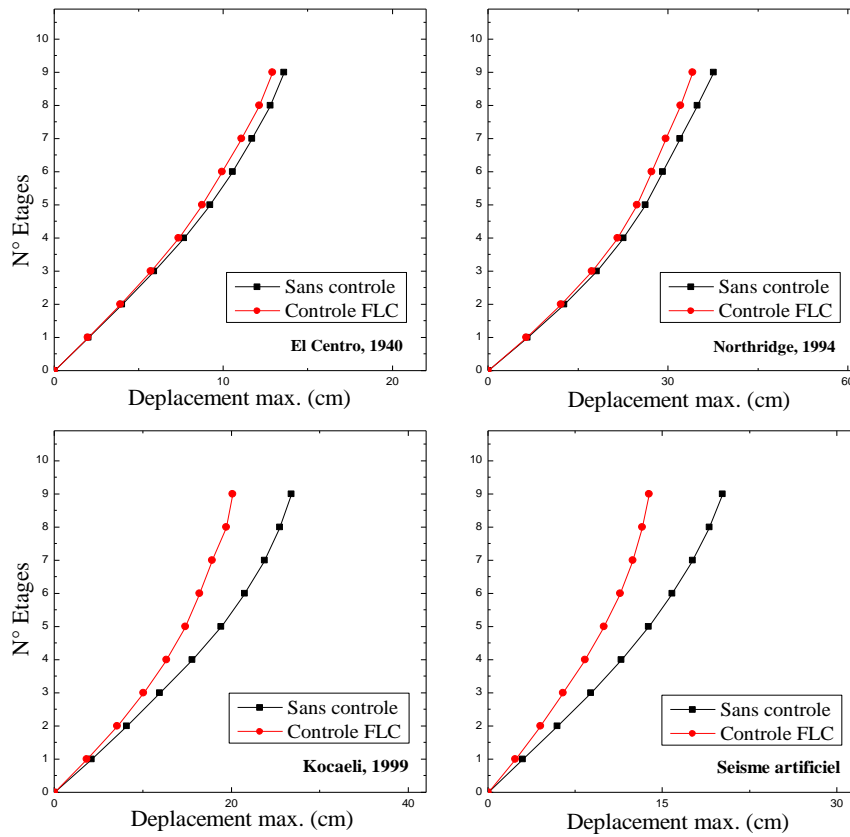 10
9
8
7
6
5
4
3
2
1
0
N° Etages
Sans controle
Controle FLC
El Centro, 1940
0 10 20
Deplacement max. (cm)
10
9
8
7
6
5
4
3
2
1
0
Sans controle
Controle FLC
Northridge, 1994
0 30 60
Deplacement max. (cm)
10
9
8
7
6
5
4
3
2
1
0
N° Etages
Sans controle
Controle FLC
Kocaeli, 1999
0 20 40
Deplacement max. (cm)
10
9
8
7
6
5
4
3
2
1
0
Sans controle
Controle FLC
Seisme artificiel
0 15 30
Deplacement max. (cm)